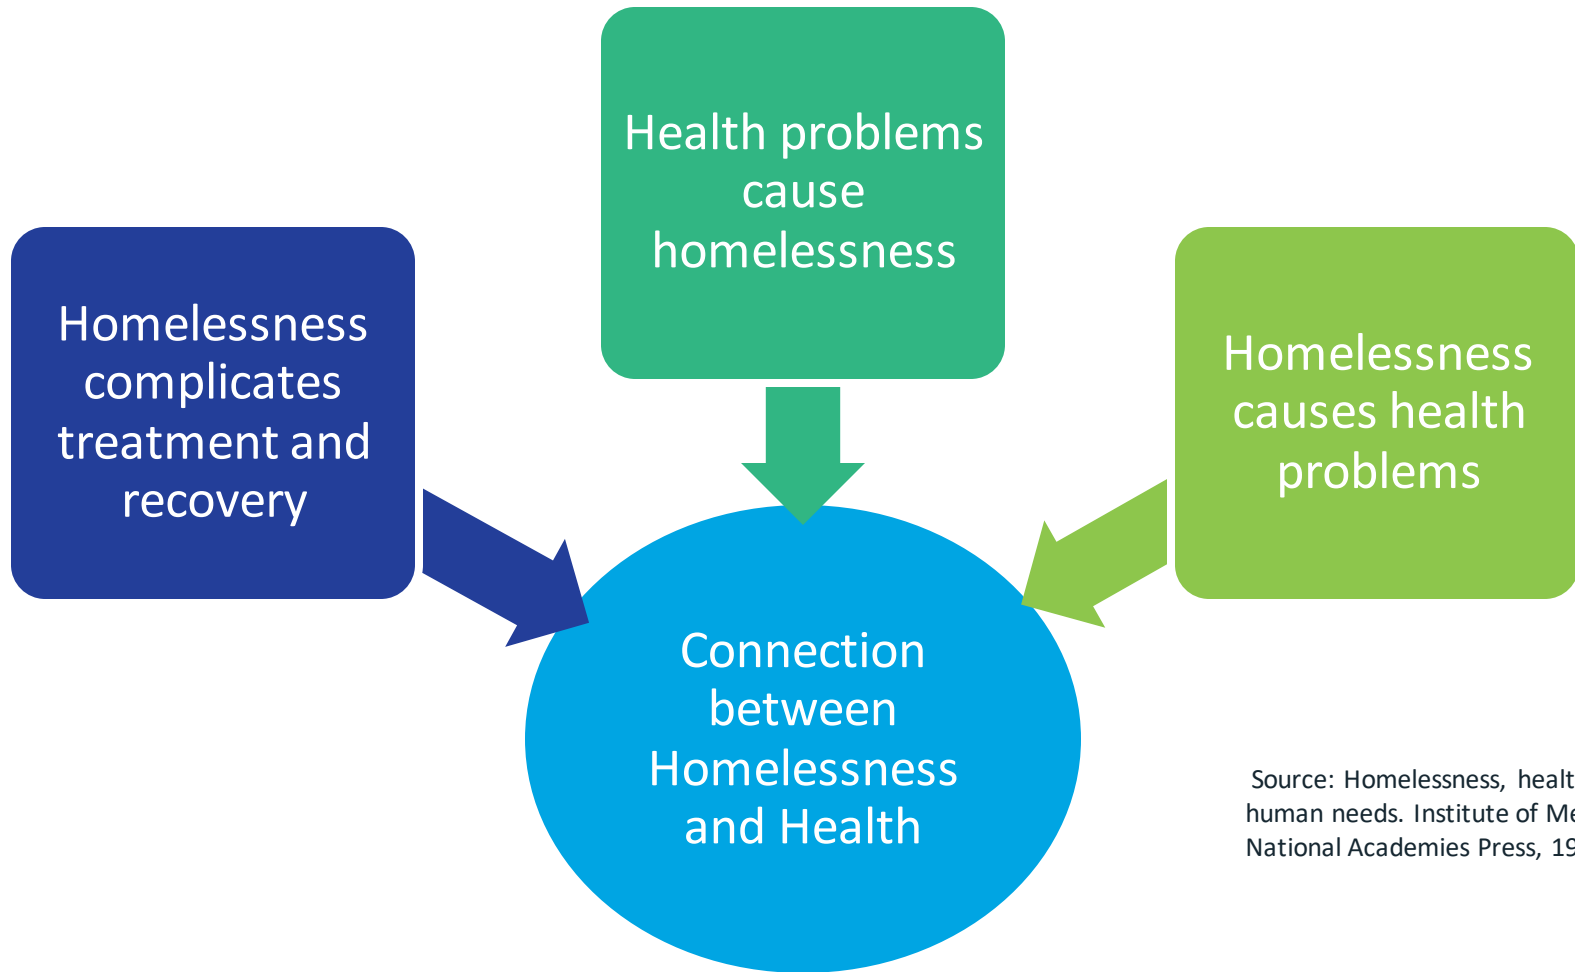 Health problems
cause
homelessness
Homelessness
complicates
treatment and
recovery
Homelessness
causes health
problems
Connection
between
Homelessness
and Health
Source: Homelessness,
human needs. Institute of
National Academies Press,